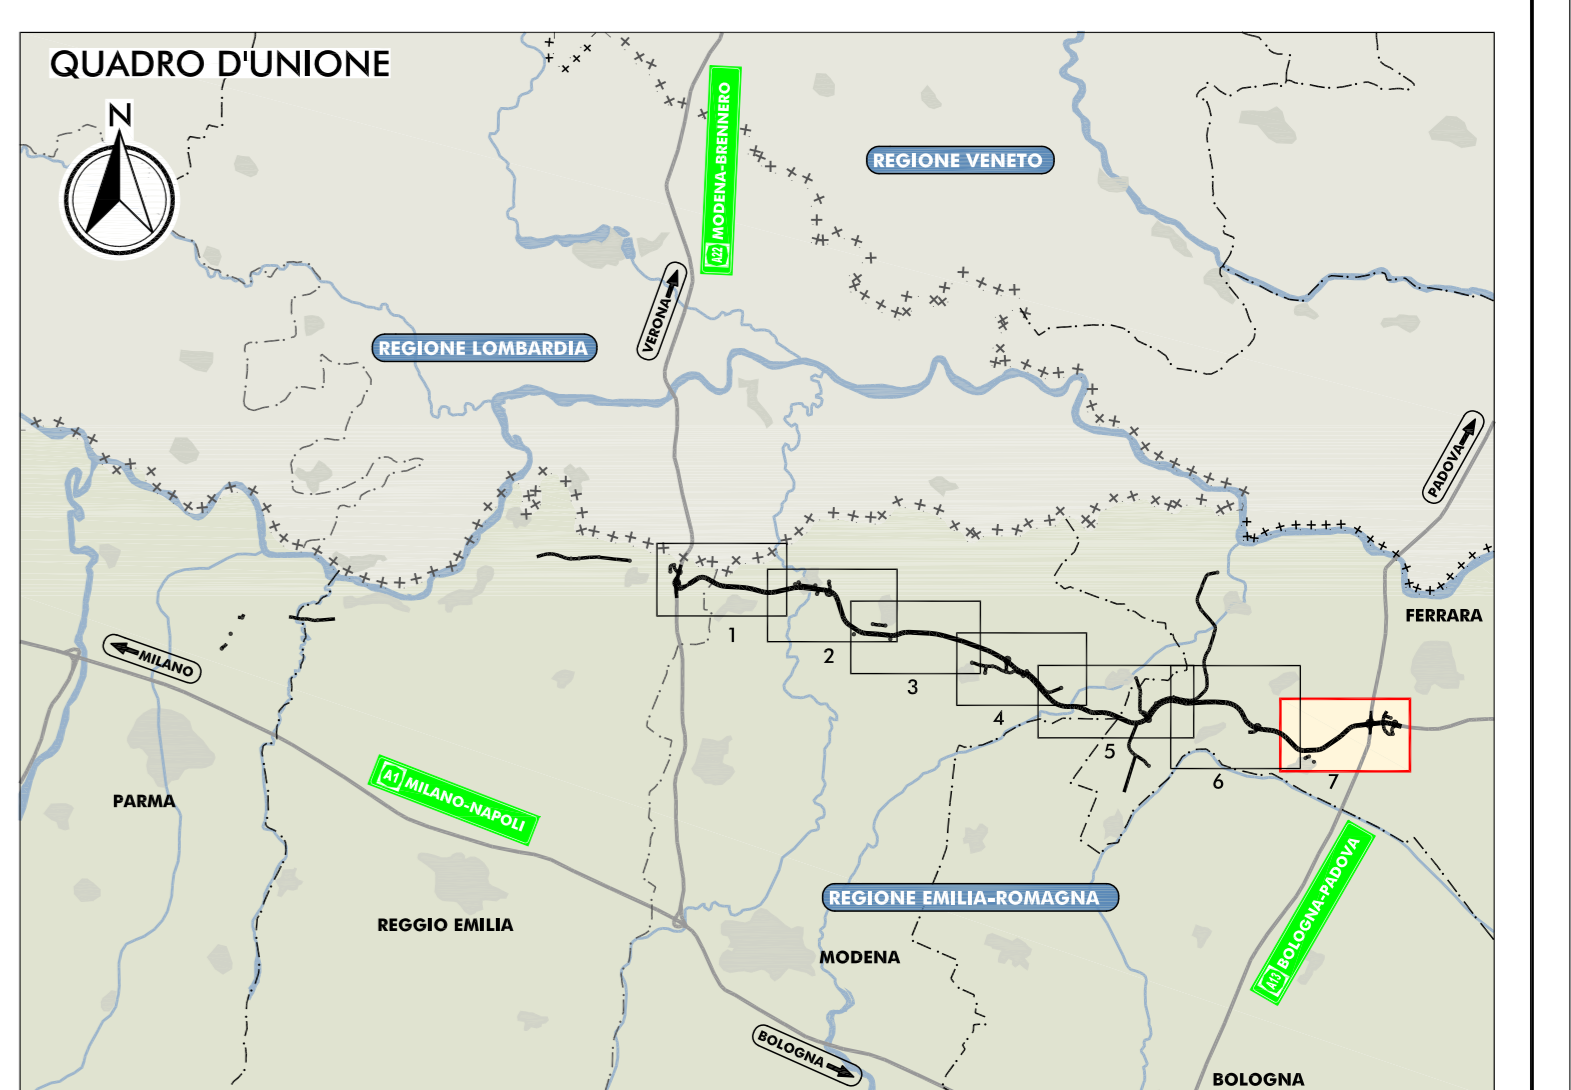 QUADRO D'UNIONE
N
A22 MODENA-BRENNERO
REGIONE VENETO
VERONA
REGIONE LOMBARDIA
PADOVA
FERRARA
MILANO
1
2
3
4
5
6
7
PARMA
A1 MILANO-NAPOLI
REGGIO EMILIA
REGIONE EMILIA-ROMAGNA
A13 BOLOGNA-PADOVA
MODENA
BOLOGNA
BOLOGNA